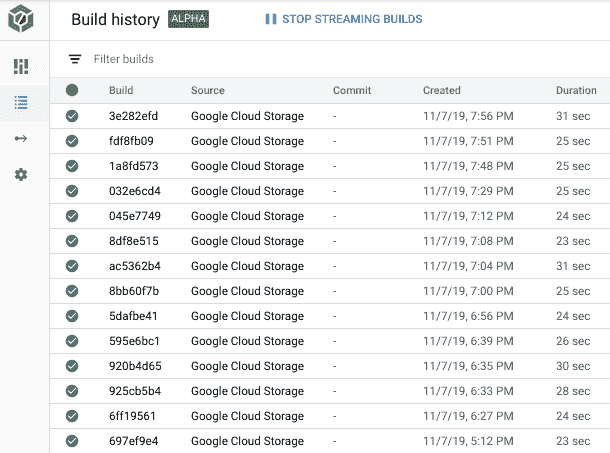 Build history ALPHA STOP STREAMING BUILDS
Filter builds
Build Source Commit Created Duration
3e282efd Google Cloud Storage - 11/7/19, 7:56 PM 31 sec
fdf8fb09 Google Cloud Storage - 11/7/19, 7:51 PM 25 sec
1a8fd573 Google Cloud Storage - 11/7/19, 7:48 PM 25 sec
032e6cd4 Google Cloud Storage - 11/7/19, 7:29 PM 25 sec
045e7749 Google Cloud Storage - 11/7/19, 7:12 PM 24 sec
8df8e515 Google Cloud Storage - 11/7/19, 7:08 PM 23 sec
ac5362b4 Google Cloud Storage - 11/7/19, 7:04 PM 31 sec
8bb60f7b Google Cloud Storage - 11/7/19, 7:00 PM 25 sec
5dafbe41 Google Cloud Storage - 11/7/19, 6:56 PM 24 sec
595e6bc1 Google Cloud Storage - 11/7/19, 6:39 PM 26 sec
920b4d65 Google Cloud Storage - 11/7/19, 6:35 PM 30 sec
925cb5b4 Google Cloud Storage - 11/7/19, 6:33 PM 28 sec
6ff19561 Google Cloud Storage - 11/7/19, 6:27 PM 24 sec
697ef9e4 Google Cloud Storage - 11/7/19, 5:12 PM 23 sec